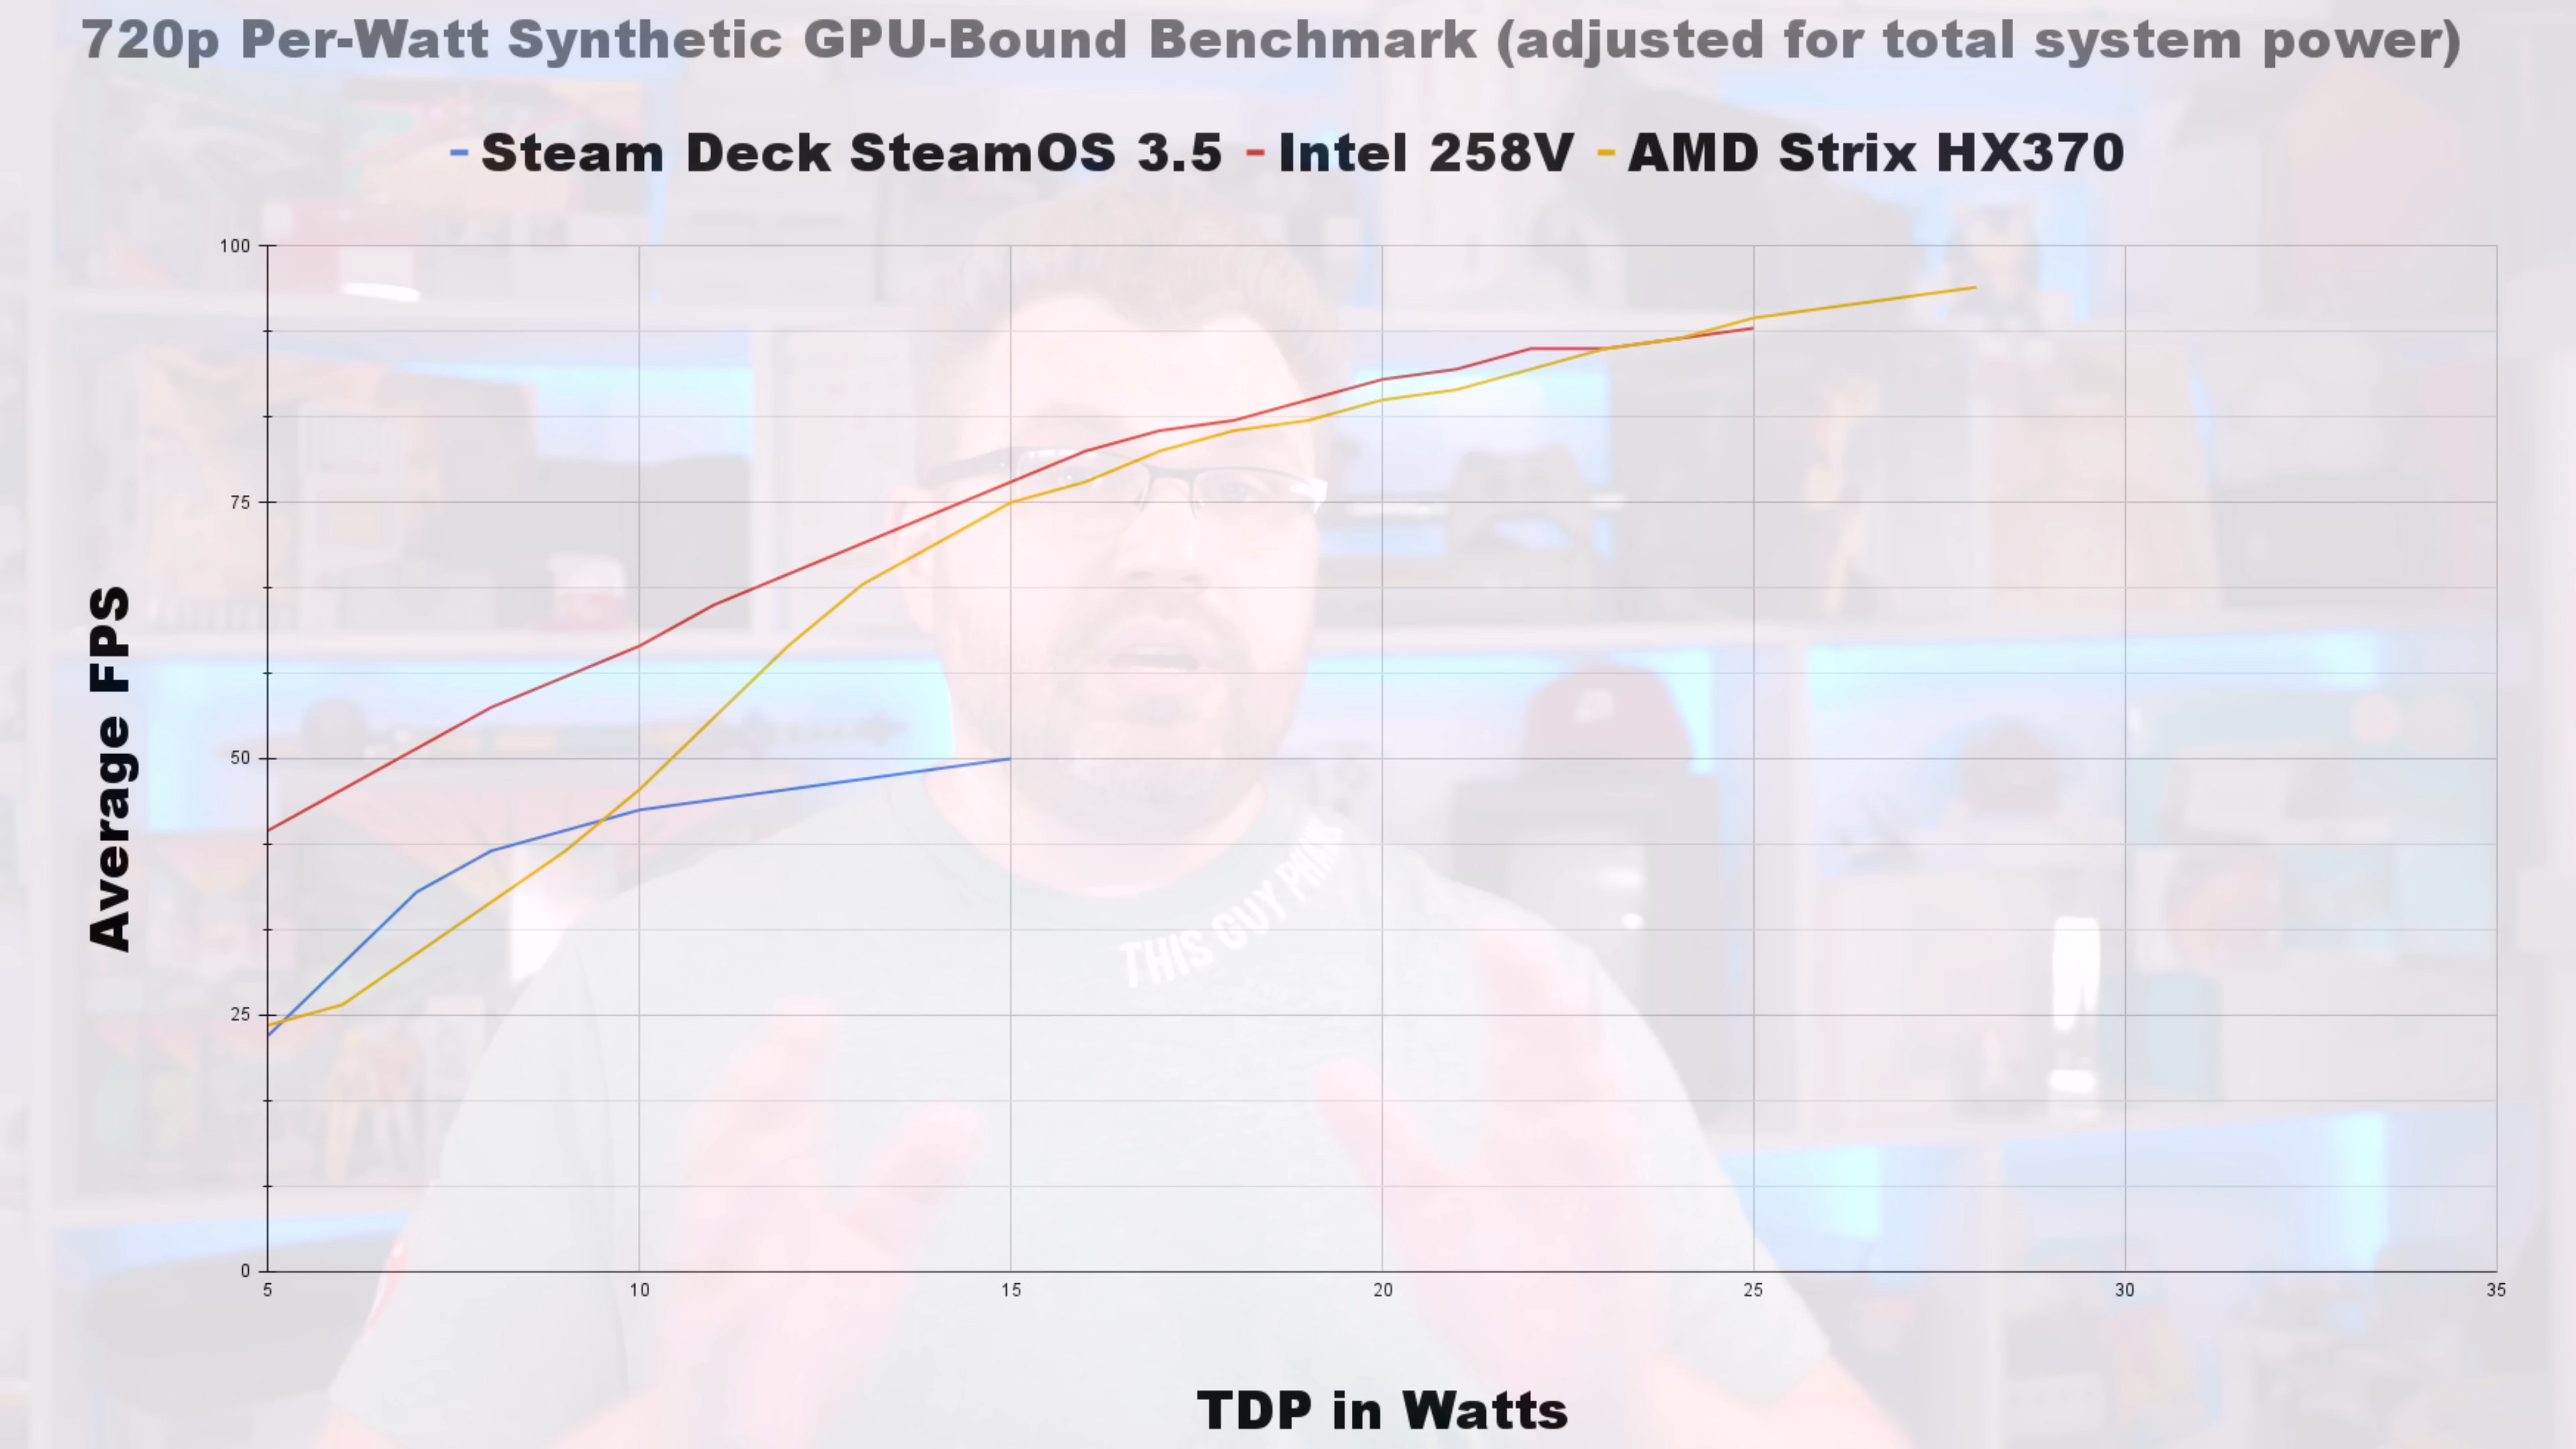 720p Per-Watt Synthetic GPU-Bound Benchmark (adjusted for total system power)
Steam Deck SteamOS 3.5 Intel 258V AMD Strix HX370
100
75
50
25
0
Average FPS
5 10 15 20 25 30 35
TDP in Watts
THIS GUY